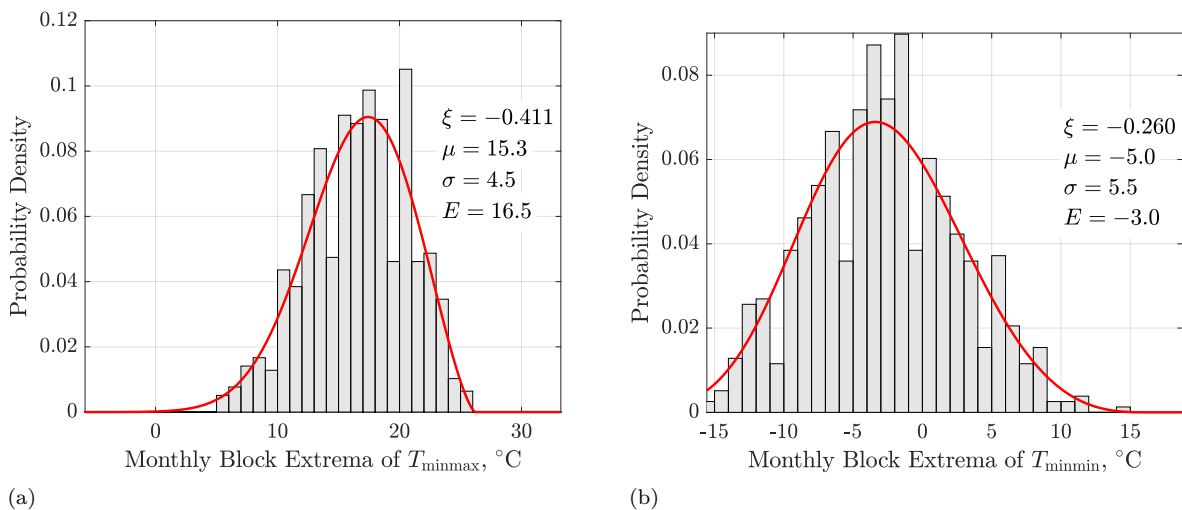 0.12
0.1
0.08
0.06
0.04
0.02
0
Probability Density
0 10 20 30
Monthly Block Extrema of T_minmax, °C
ξ = −0.411
μ = 15.3
σ = 4.5
E = 16.5
(a)
0.08
0.06
0.04
0.02
0
Probability Density
-15 -10 -5 0 5 10 15
Monthly Block Extrema of T_minmin, °C
ξ = −0.260
μ = −5.0
σ = 5.5
E = −3.0
(b)